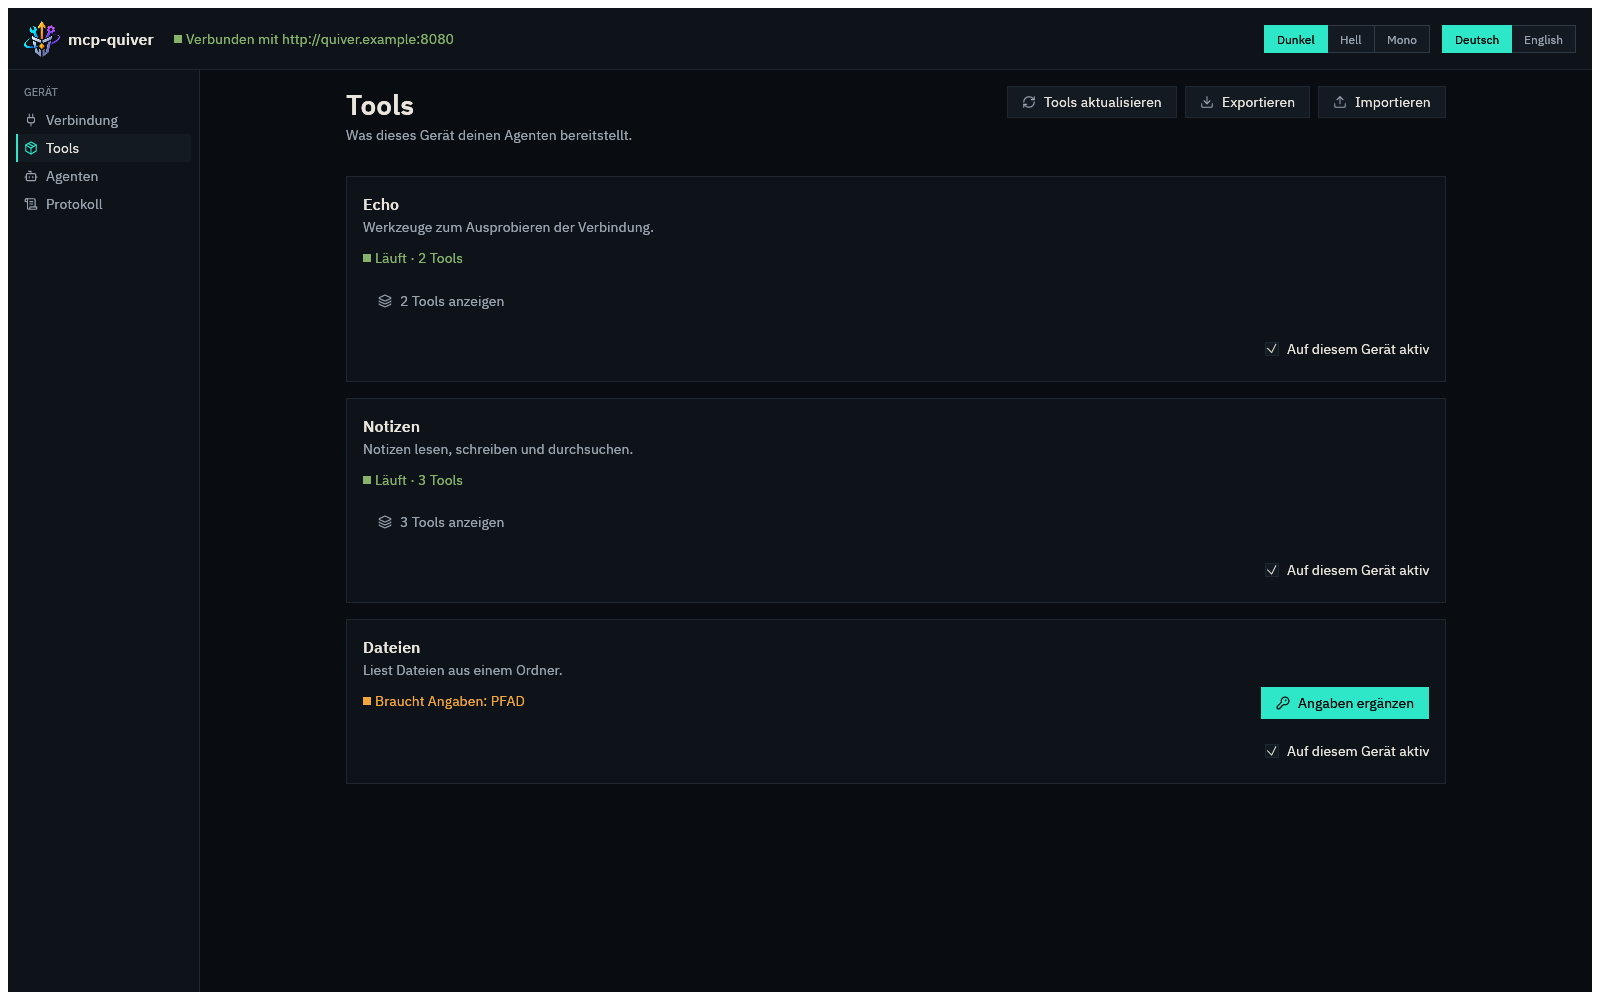 mcp-quiver
Verbunden mit http://quiver.example:8080
Dunkel Hell Mono Deutsch English
GERÄT
Verbindung
Tools
Agenten
Protokoll
Tools
Was dieses Gerät deinen Agenten bereitstellt.
Tools aktualisieren Exportieren Importieren
Echo
Werkzeuge zum Ausprobieren der Verbindung.
Läuft · 2 Tools
2 Tools anzeigen
Auf diesem Gerät aktiv
Notizen
Notizen lesen, schreiben und durchsuchen.
Läuft · 3 Tools
3 Tools anzeigen
Auf diesem Gerät aktiv
Dateien
Liest Dateien aus einem Ordner.
Braucht Angaben: PFAD
Angaben ergänzen
Auf diesem Gerät aktiv